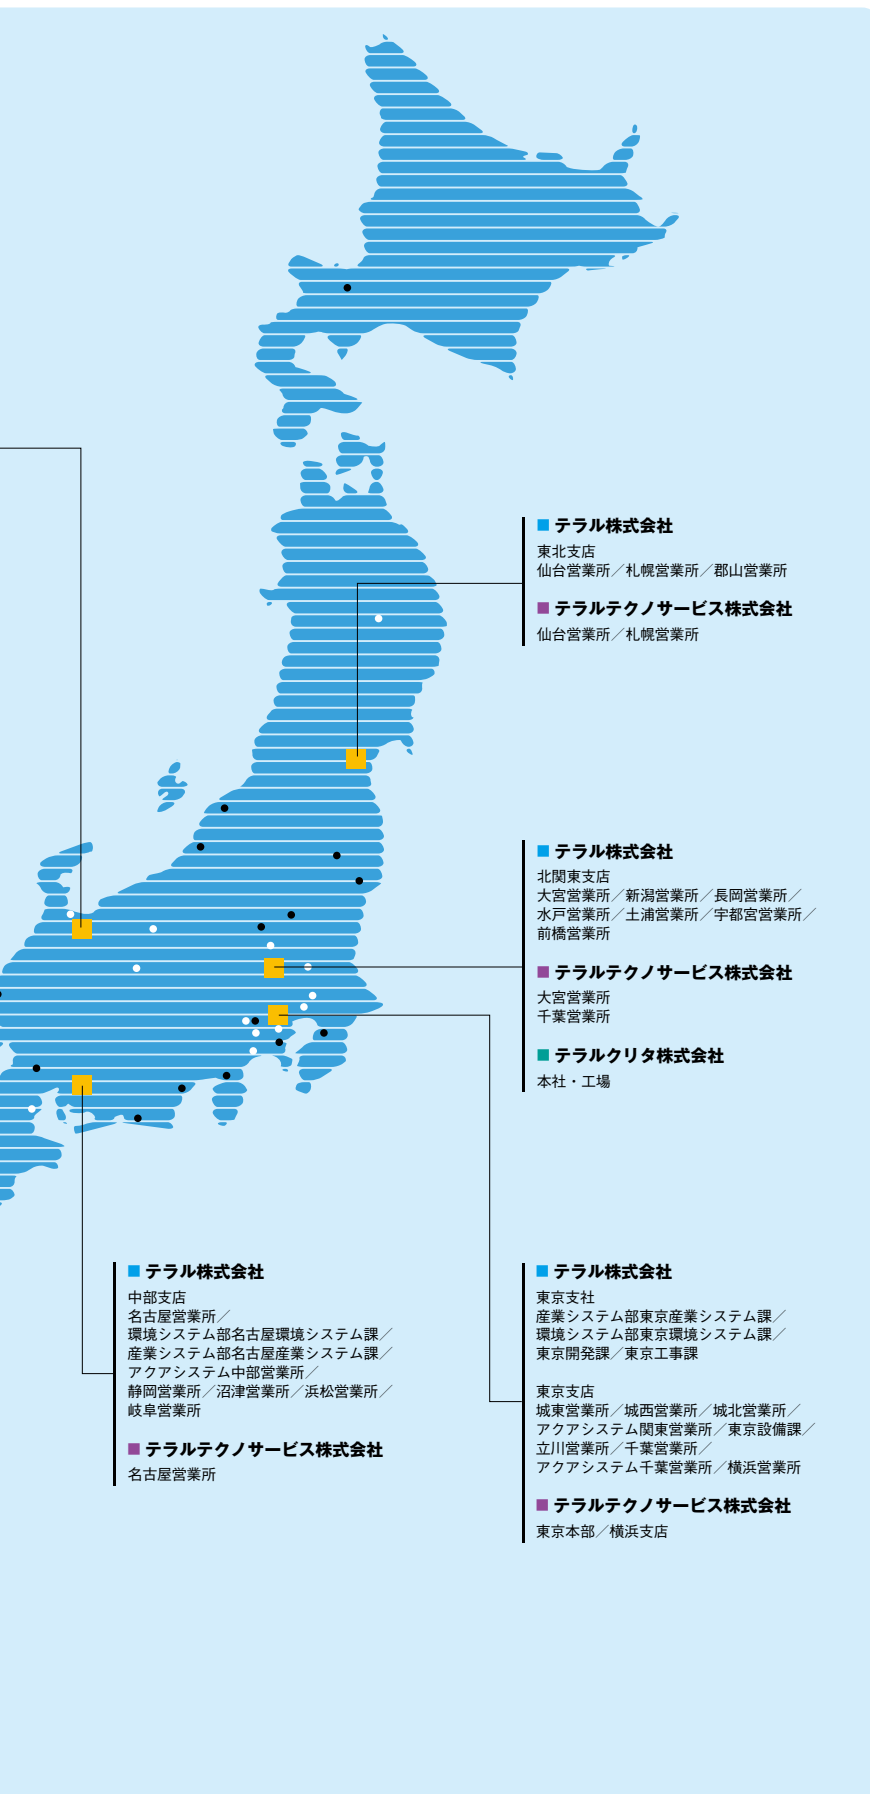 ■ テラル株式会社
東北支店
仙台営業所／札幌営業所／郡山営業所
■ テラルテクノサービス株式会社
仙台営業所／札幌営業所
■ テラル株式会社
北関東支店
大宮営業所／新潟営業所／長岡営業所／
水戸営業所／土浦営業所／宇都宮営業所／
前橋営業所
■ テラルテクノサービス株式会社
大宮営業所
千葉営業所
■ テラルクリタ株式会社
本社・工場
■ テラル株式会社
中部支店
名古屋営業所／
環境システム部名古屋環境システム課／
産業システム部名古屋産業システム課／
アクアシステム中部営業所／
静岡営業所／沼津営業所／浜松営業所／
岐阜営業所
■ テラルテクノサービス株式会社
名古屋営業所
■ テラル株式会社
東京支社
産業システム部東京産業システム課／
環境システム部東京環境システム課／
東京開発課／東京工事課
東京支店
城東営業所／城西営業所／城北営業所／
アクアシステム関東営業所／東京設備課／
立川営業所／千葉営業所／
アクアシステム千葉営業所／横浜営業所
■ テラルテクノサービス株式会社
東京本部／横浜支店